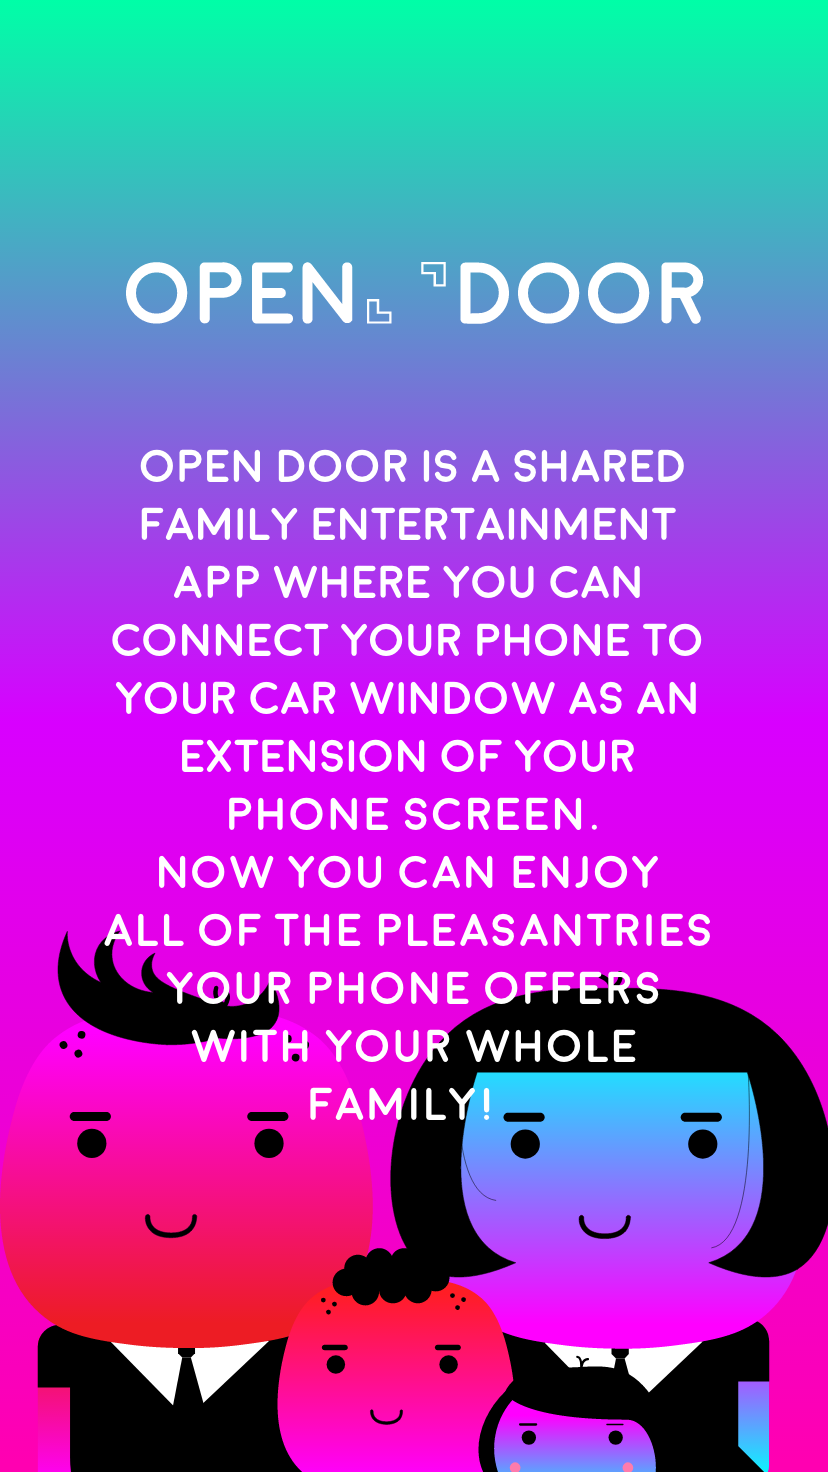 OPEN DOOR
OPEN DOOR IS A SHARED
FAMILY ENTERTAINMENT
APP WHERE YOU CAN
CONNECT YOUR PHONE TO
YOUR CAR WINDOW AS AN
EXTENSION OF YOUR
PHONE SCREEN.
NOW YOU CAN ENJOY
ALL OF THE PLEASANTRIES
YOUR PHONE OFFERS
WITH YOUR WHOLE
FAMILY!